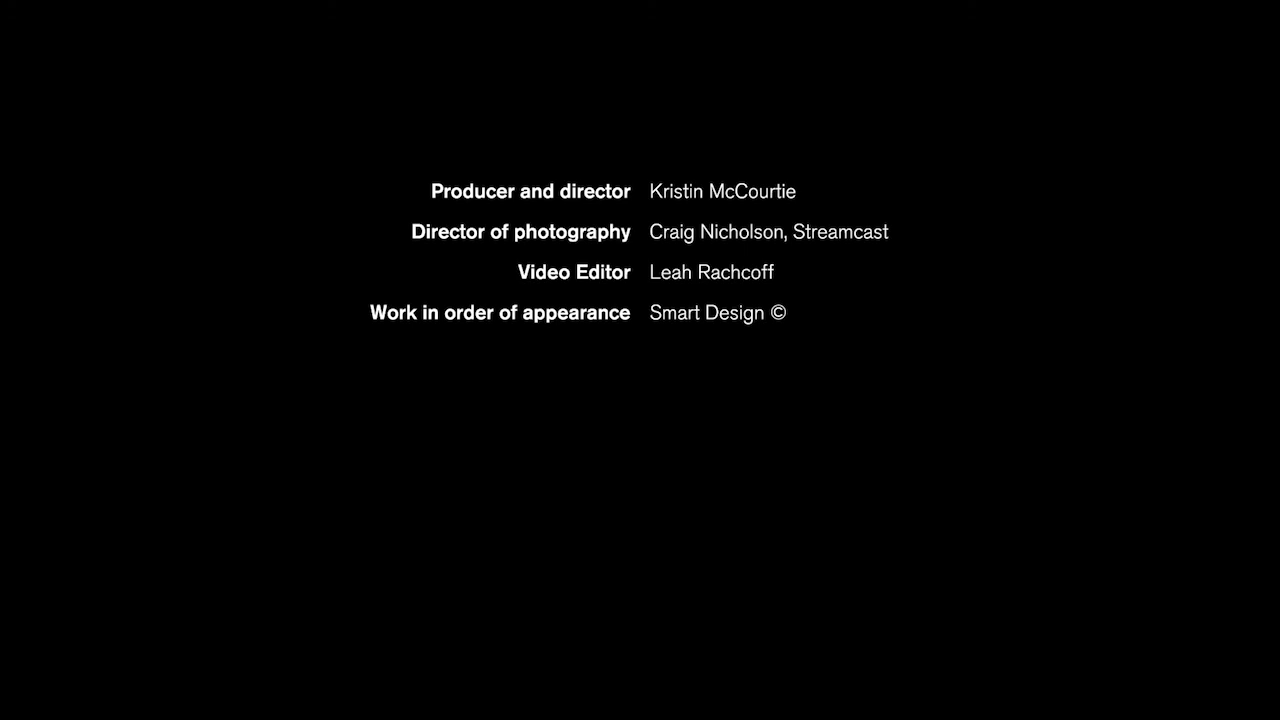 Producer and director Kristin McCourtie
Director of photography Craig Nicholson, Streamcast
Video Editor Leah Rachcoff
Work in order of appearance Smart Design ©